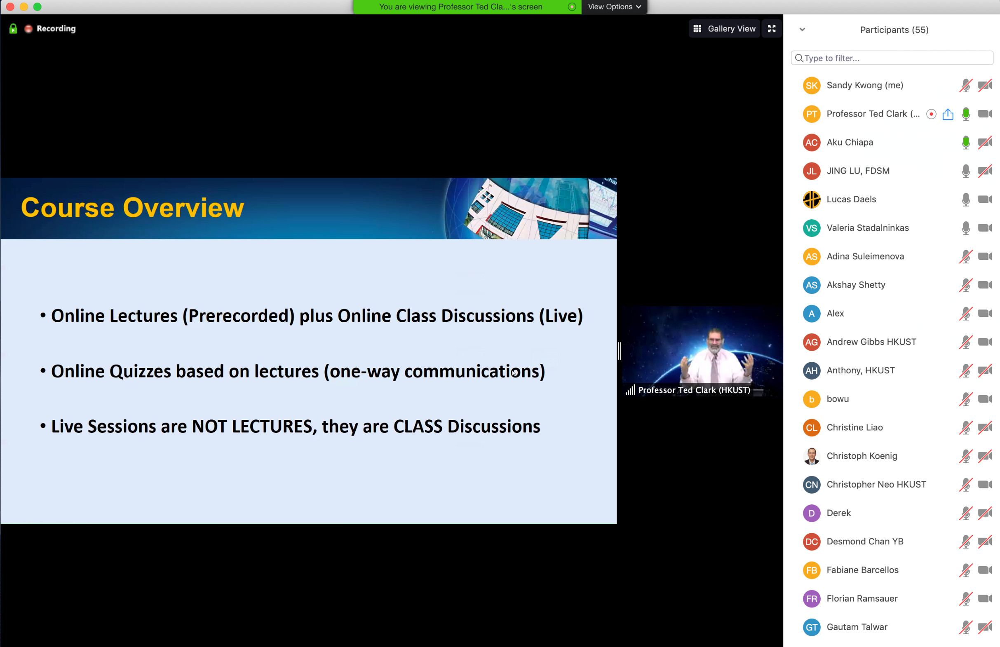 You are viewing Professor Ted Cla...'s screen
View Options
E
Recording
Gallery View
Course Overview
• Online Lectures (Prerecorded) plus Online Class Discussions (Live)
• Online Quizzes based on lectures (one-way communications)
• Live Sessions are NOT LECTURES, they are CLASS Discussions
Professor Ted Clark (HKUST)
Participants (55)
Type to filter...
SK Sandy Kwong (me)
PT Professor Ted Clark (...
AC Aku Chiapa
JL JING LU, FDSM
Lucas Daels
VS Valeria Stadalninkas
AS Adina Suleimenova
AS Akshay Shetty
A Alex
AG Andrew Gibbs HKUST
AH Anthony, HKUST
b bowu
CL Christine Liao
Christoph Koenig
CN Christopher Neo HKUST
D Derek
DC Desmond Chan YB
FB Fabiane Barcellos
FR Florian Ramsauer
GT Gautam Talwar